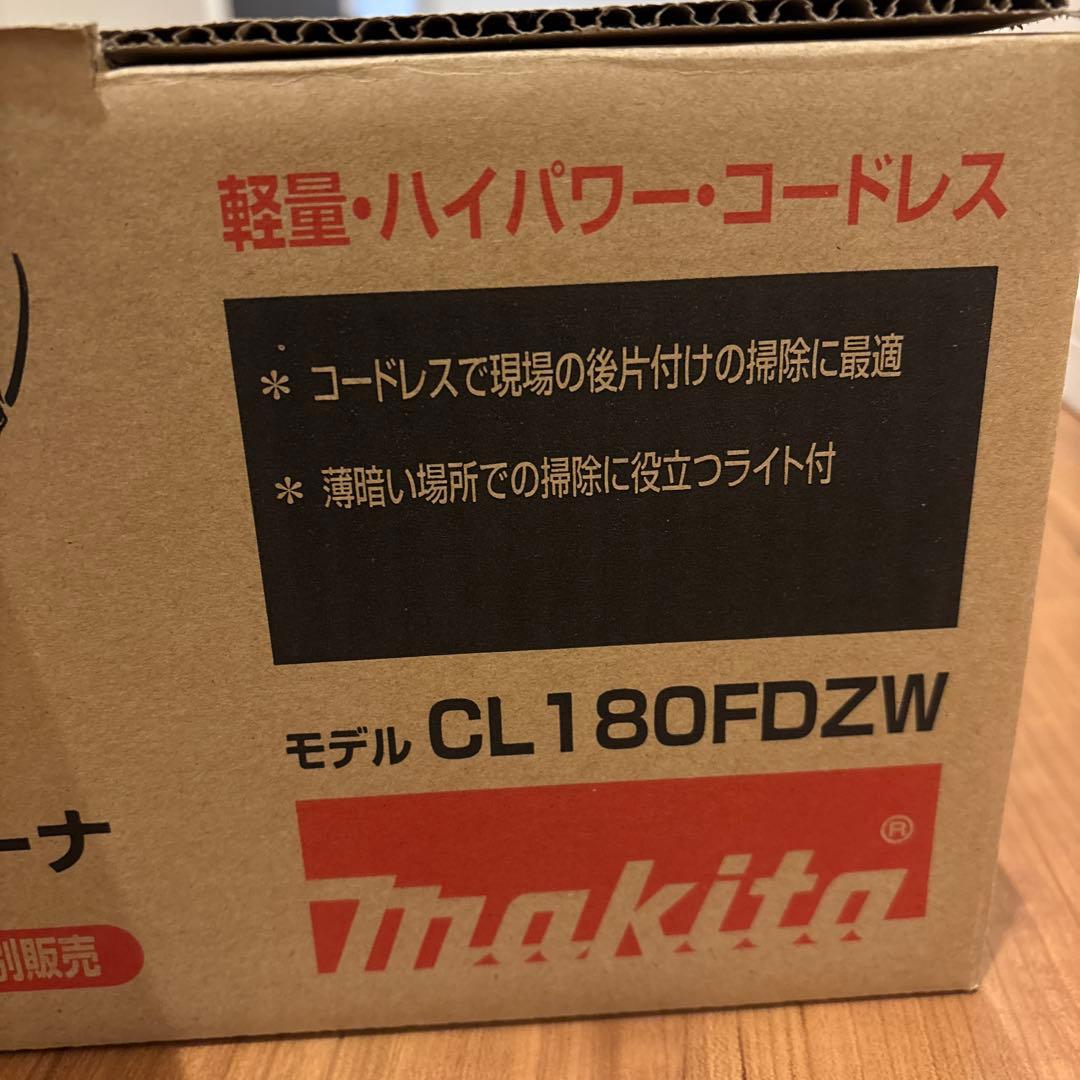 軽量・ハイパワー・コードレス
* コードレスで現場の後片付けの掃除に最適
* 薄暗い場所での掃除に役立つライト付
モデル CL180FDZW
makita®
ーナ
別販売